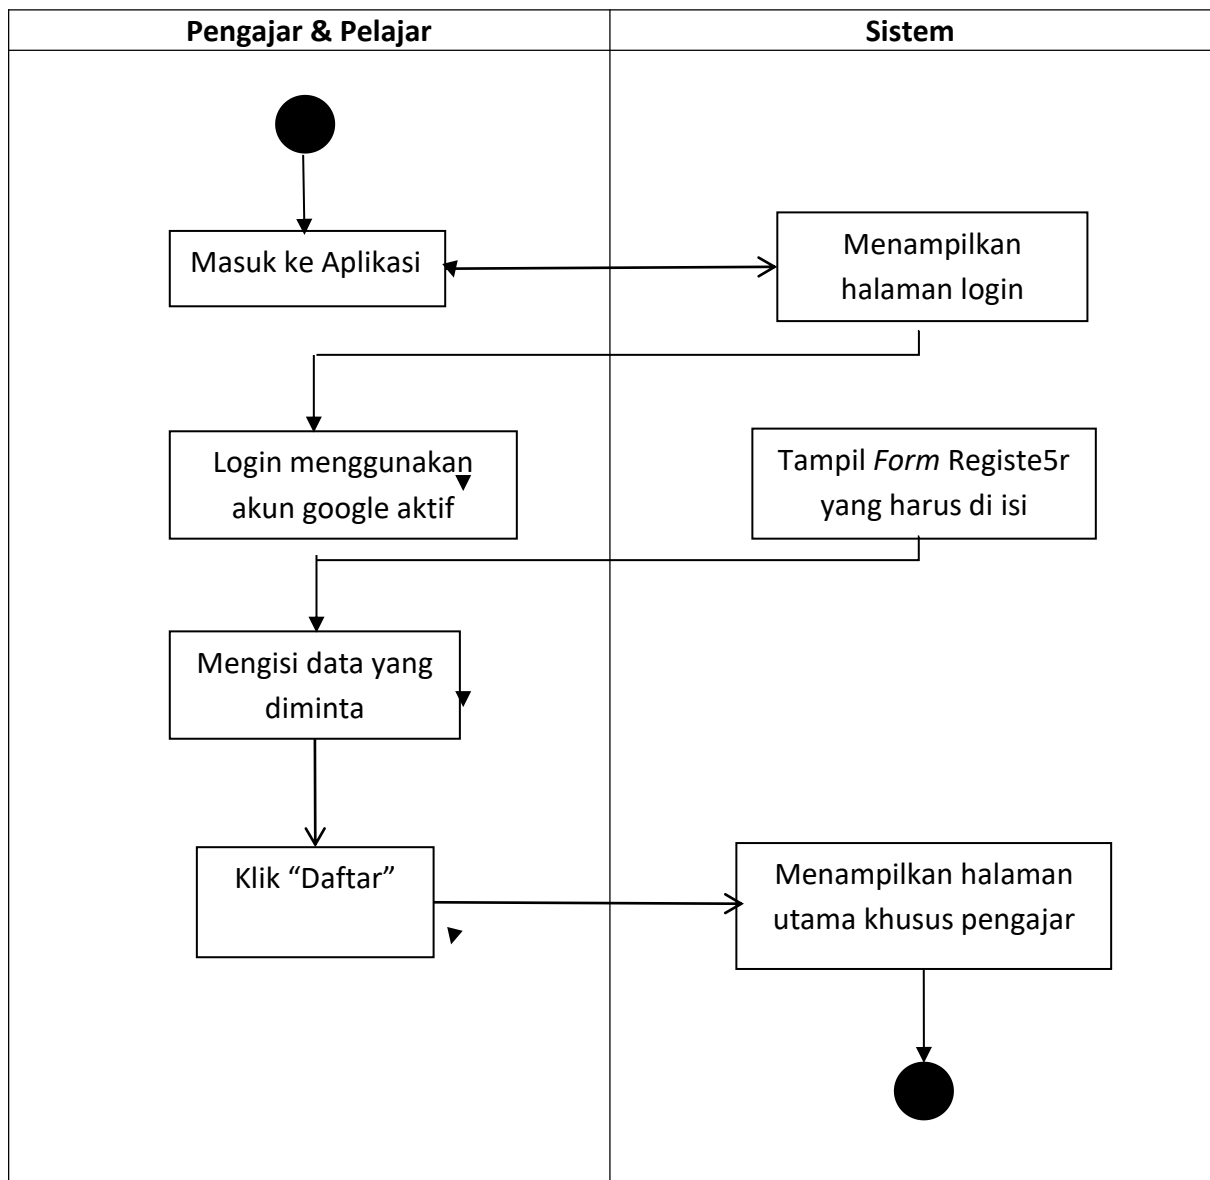 Pengajar & Pelajar
Sistem
Masuk ke Aplikasi
Menampilkan
halaman login
Login menggunakan
akun google aktif
Tampil Form Registe5r
yang harus di isi
Mengisi data yang
diminta
Klik “Daftar”
Menampilkan halaman
utama khusus pengajar